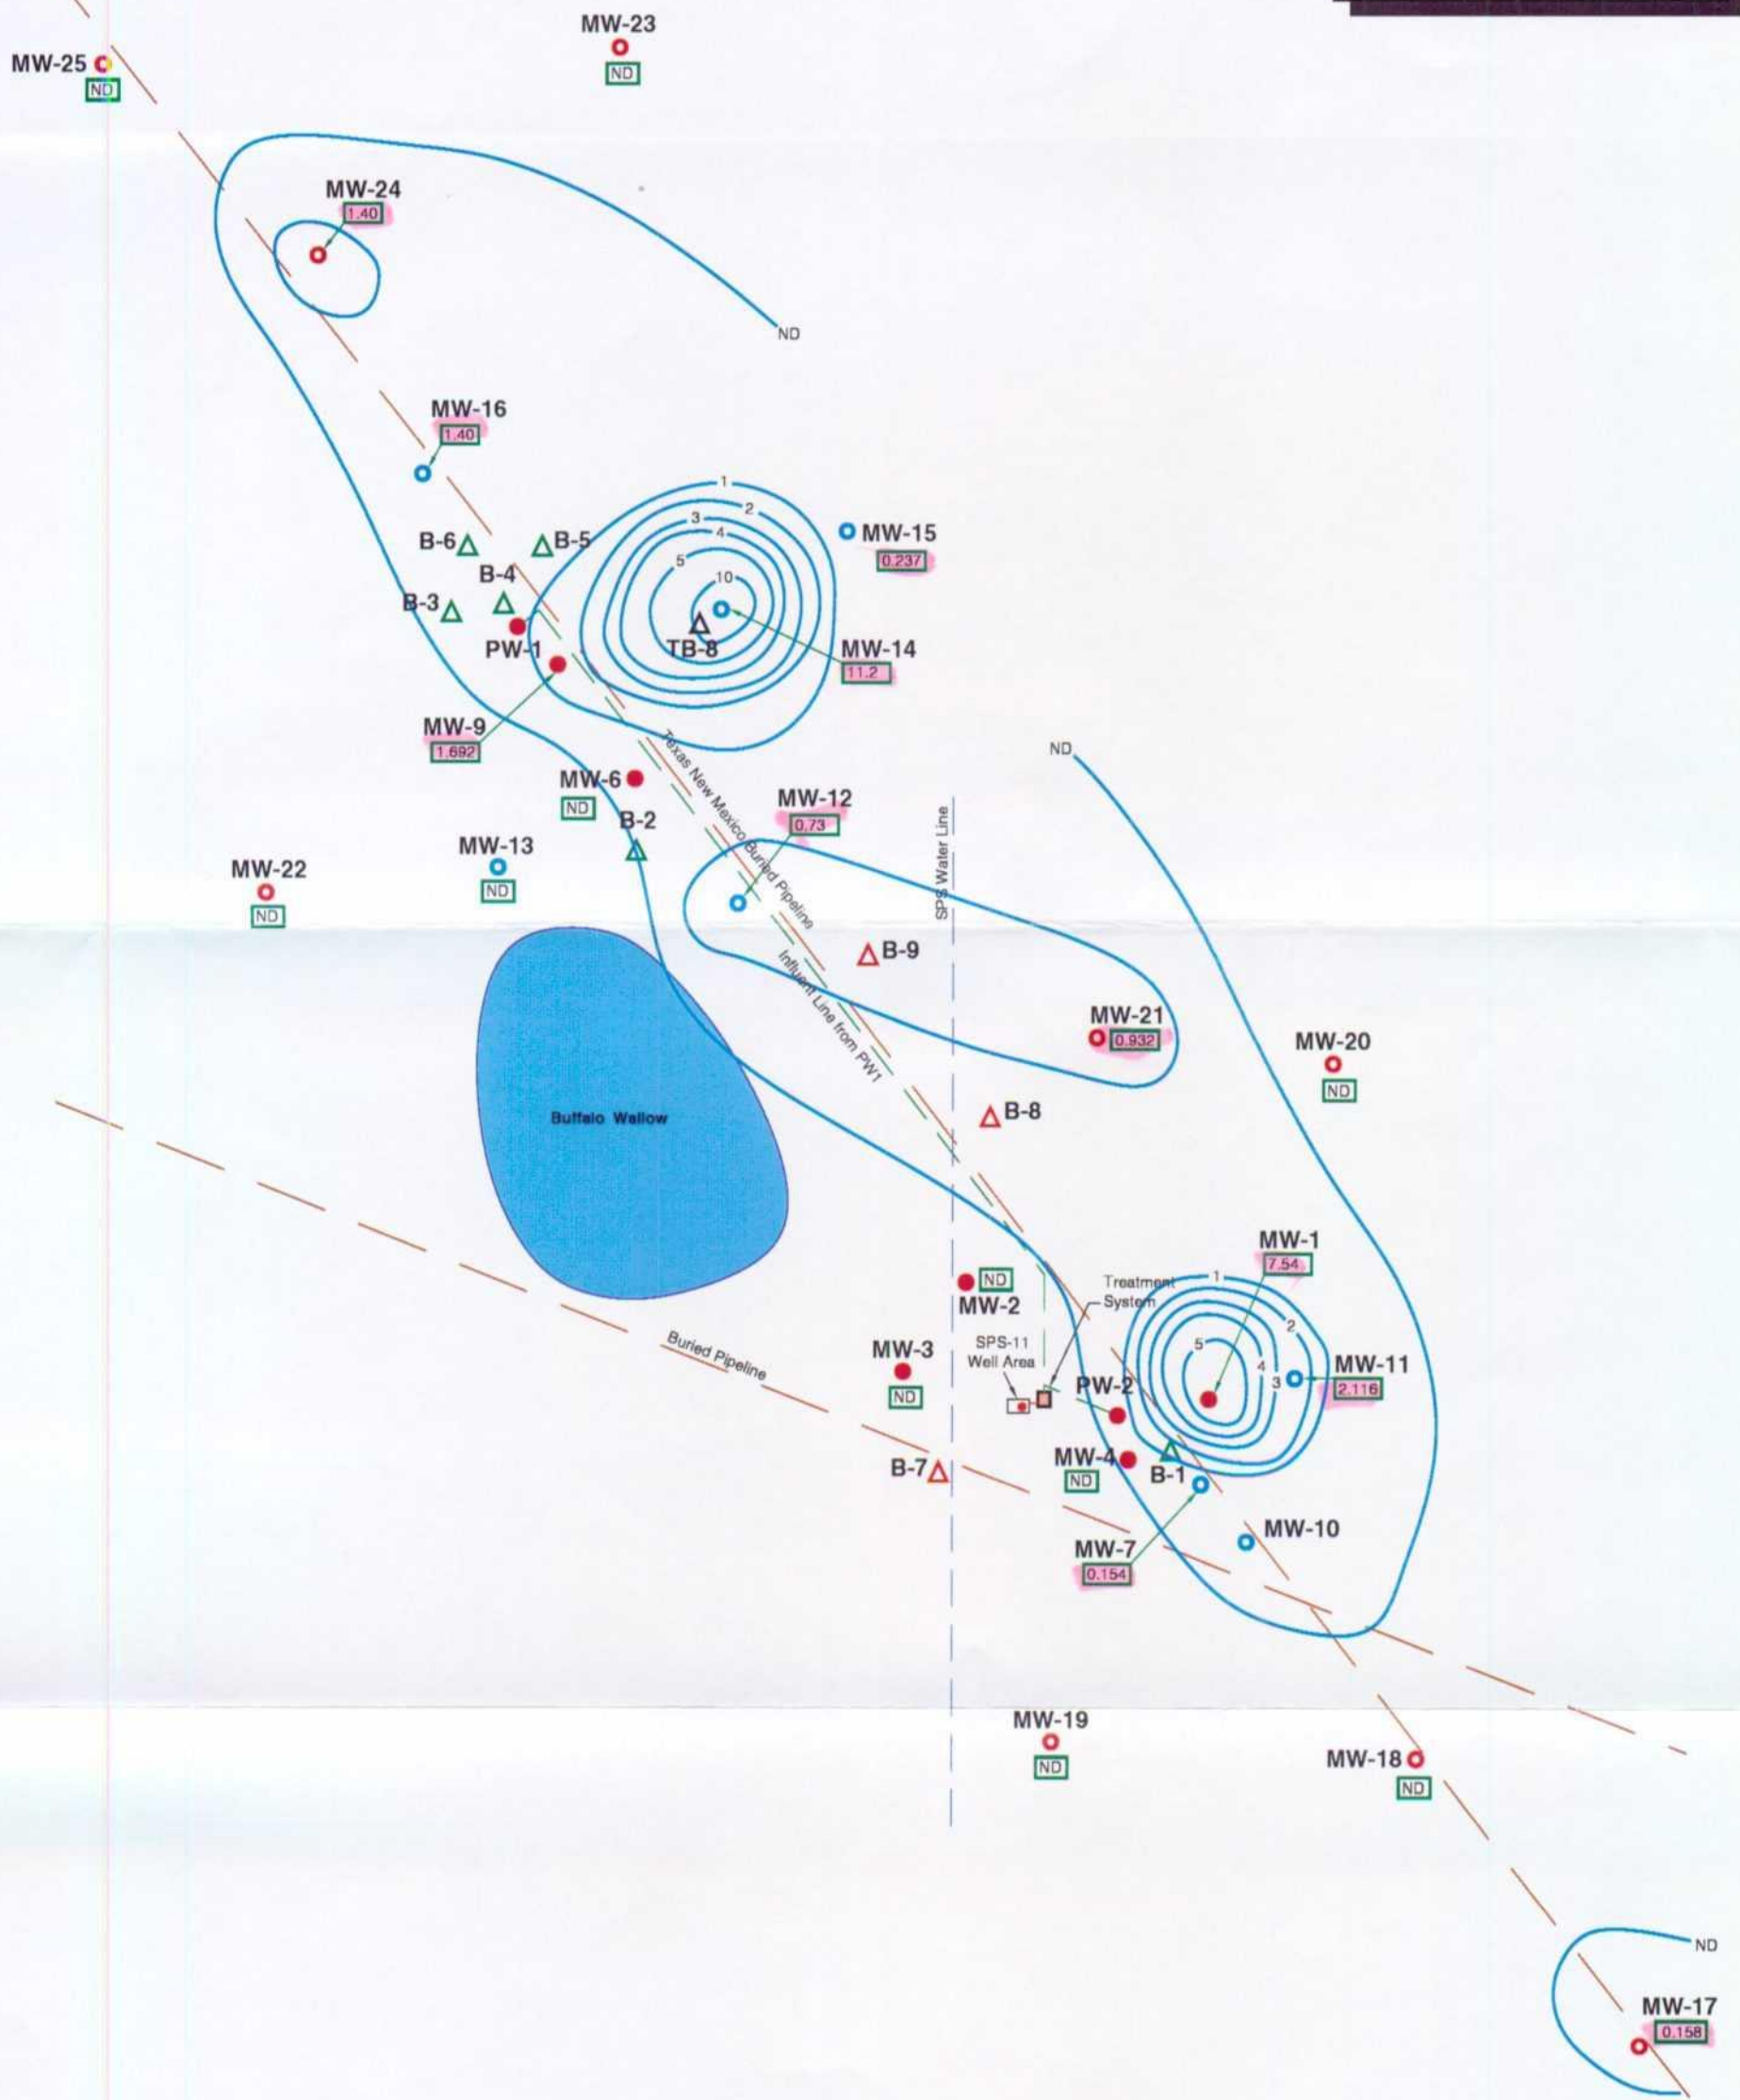 MW-23
MW-25
ND
ND
MW-24
1.40
ND
MW-16
1.40
1
2
3
4
5
10
MW-15
0.237
B-6
B-5
B-4
B-3
PW-1
TB-8
MW-14
11.2
MW-9
1.692
Texas New Mexico Buried Pipeline
ND
MW-6
ND
MW-12
0.73
B-2
SPS Water Line
MW-13
ND
MW-22
ND
B-9
Influent Line from PW1
MW-21
0.932
MW-20
ND
B-8
Buffalo Wallow
MW-1
7.54
ND
MW-2
Treatment
System
1
2
5
4
3
Buried Pipeline
MW-3
ND
SPS-11
Well Area
PW-2
MW-11
2.116
MW-4
ND
B-1
B-7
MW-10
MW-7
0.154
MW-19
ND
MW-18
ND
ND
MW-17
0.158